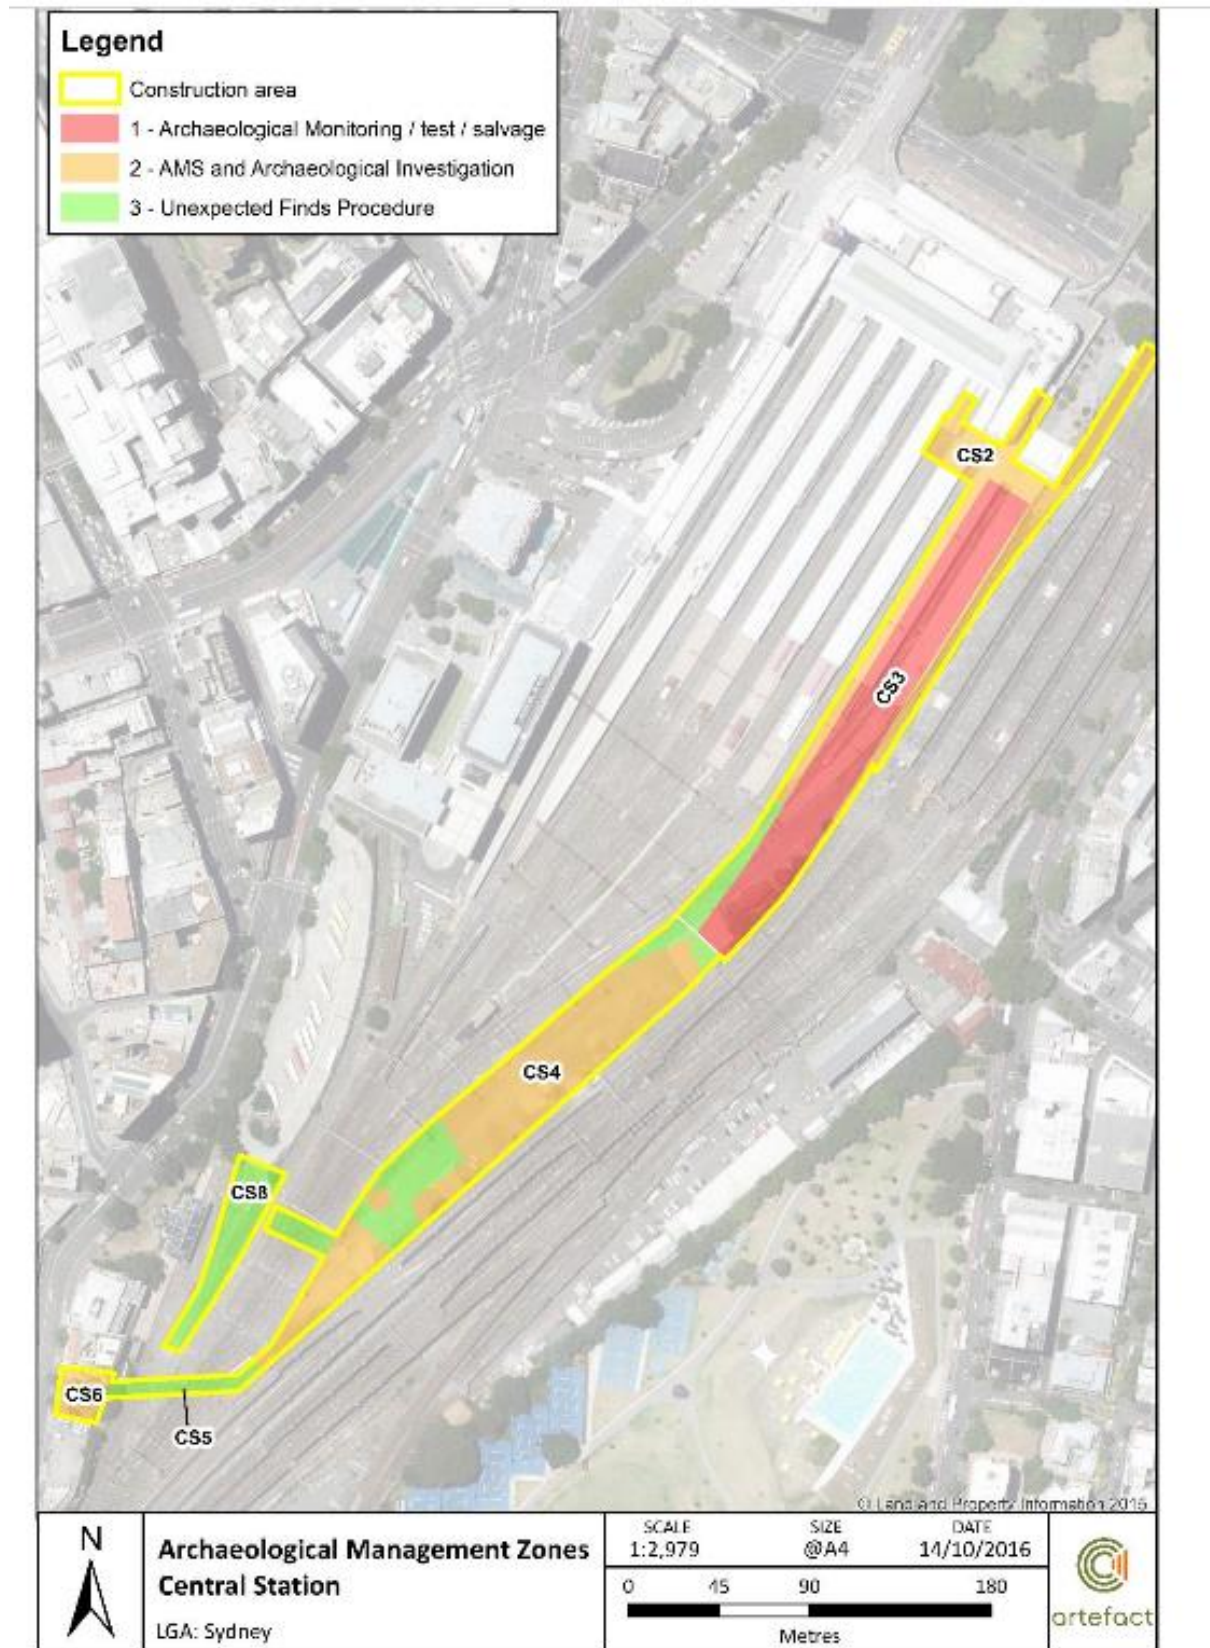 Legend
Construction area
1 - Archaeological Monitoring / test / salvage
2 - AMS and Archaeological Investigation
3 - Unexpected Finds Procedure
CS2
CS3
CS4
CS8
CS6
CS5
© Land and Property Information 2015
N
Archaeological Management Zones
Central Station
LGA: Sydney
SCALE
1:2,979
SIZE
@A4
DATE
14/10/2016
0 45 90 180
Metres
artefact